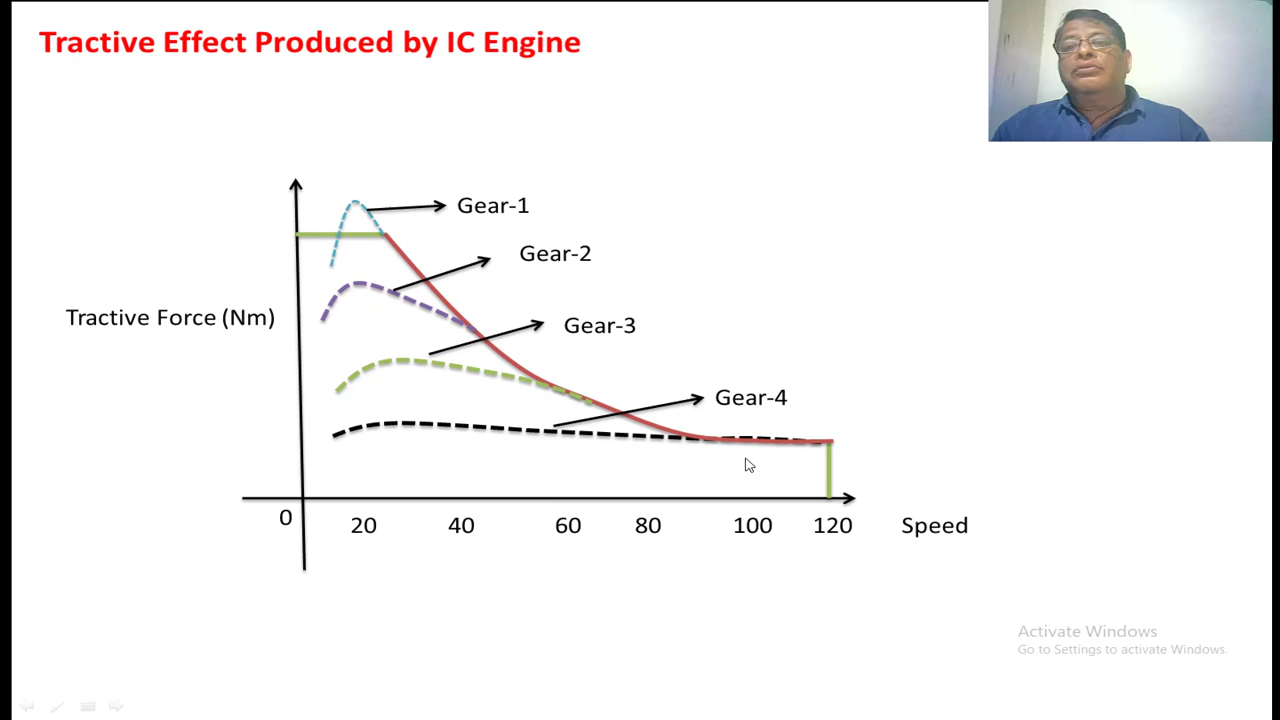 Tractive Effect Produced by IC Engine
Gear-1
Gear-2
Tractive Force (Nm)
Gear-3
Gear-4
0
20 40 60 80 100 120 Speed
Activate Windows
Go to Settings to activate Windows.